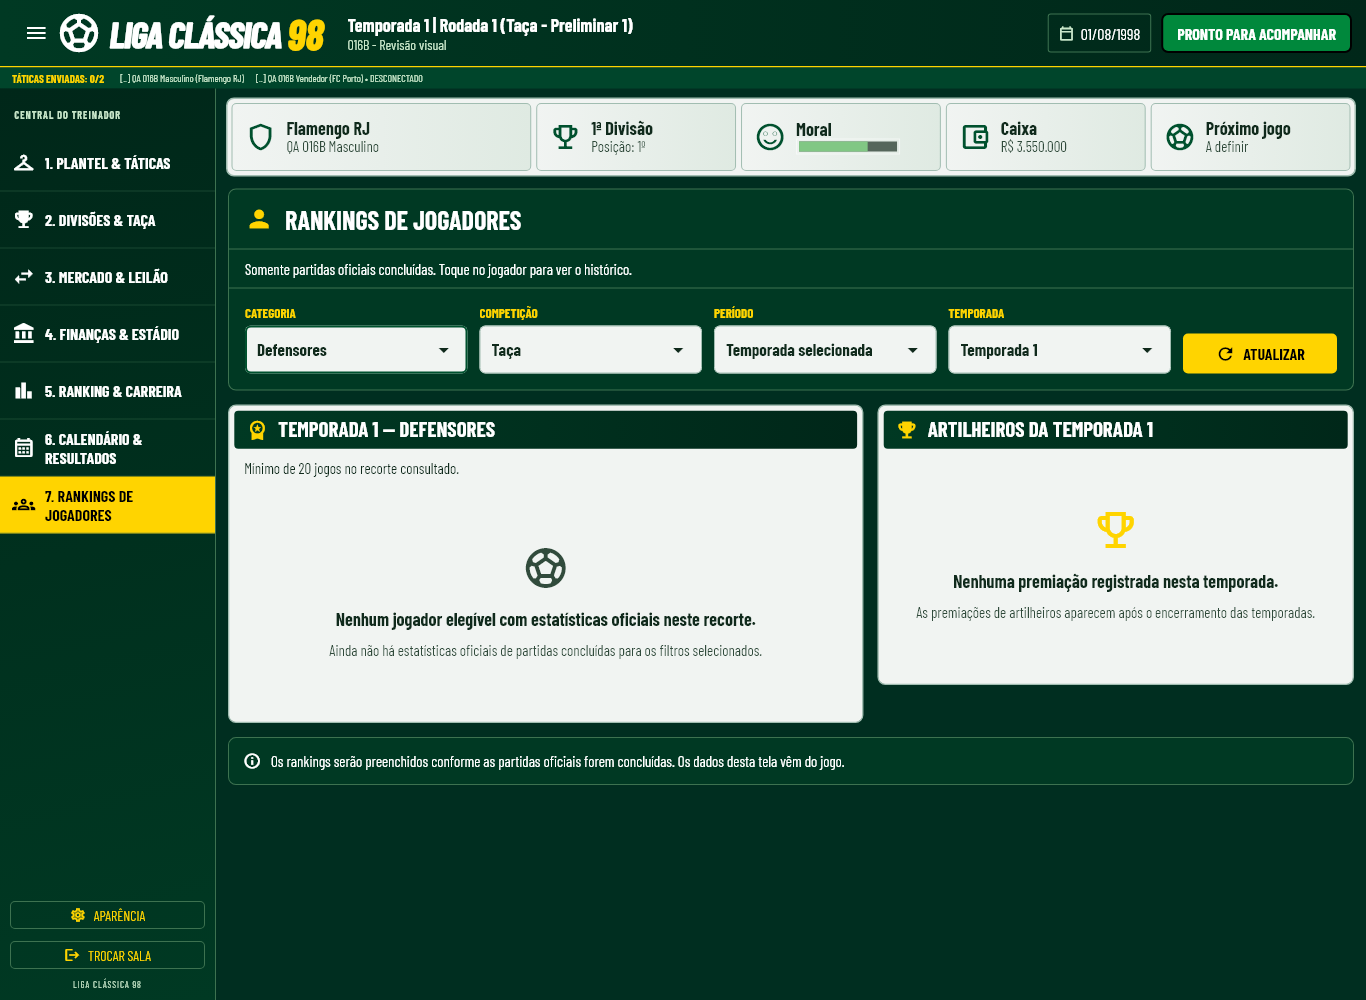 LIGA CLÁSSICA 98
Temporada 1 | Rodada 1 (Taça - Preliminar 1)
016B - Revisão visual
01/08/1998
PRONTO PARA ACOMPANHAR
TÁTICAS ENVIADAS: 0/2
[..] QA 016B Masculino (Flamengo RJ)
[..] QA 016B Vendedor (FC Porto) • DESCONECTADO
CENTRAL DO TREINADOR
1. PLANTEL & TÁTICAS
2. DIVISÕES & TAÇA
3. MERCADO & LEILÃO
4. FINANÇAS & ESTÁDIO
5. RANKING & CARREIRA
6. CALENDÁRIO &
RESULTADOS
7. RANKINGS DE
JOGADORES
APARÊNCIA
TROCAR SALA
LIGA CLÁSSICA 98
Flamengo RJ
QA 016B Masculino
1ª Divisão
Posição: 1º
Moral
Caixa
R$ 3.550.000
Próximo jogo
A definir
RANKINGS DE JOGADORES
Somente partidas oficiais concluídas. Toque no jogador para ver o histórico.
CATEGORIA
Defensores
COMPETIÇÃO
Taça
PERÍODO
Temporada selecionada
TEMPORADA
Temporada 1
ATUALIZAR
TEMPORADA 1 — DEFENSORES
Mínimo de 20 jogos no recorte consultado.
Nenhum jogador elegível com estatísticas oficiais neste recorte.
Ainda não há estatísticas oficiais de partidas concluídas para os filtros selecionados.
ARTILHEIROS DA TEMPORADA 1
Nenhuma premiação registrada nesta temporada.
As premiações de artilheiros aparecem após o encerramento das temporadas.
Os rankings serão preenchidos conforme as partidas oficiais forem concluídas. Os dados desta tela vêm do jogo.